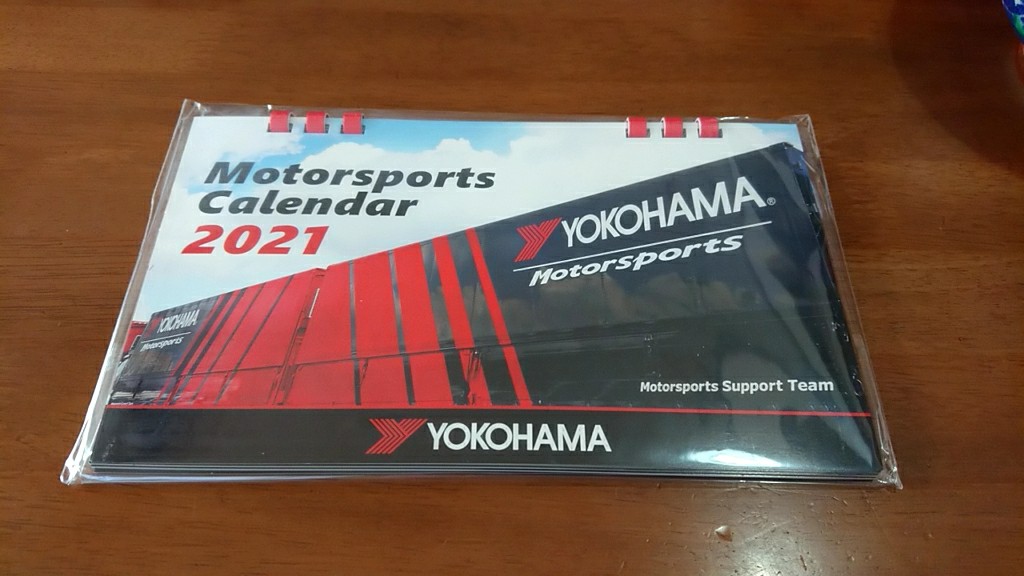 Motorsports
Calendar
2021
YOKOHAMA®
Motorsports
YOKOHAMA
Motorsports
Motorsports Support Team
YOKOHAMA